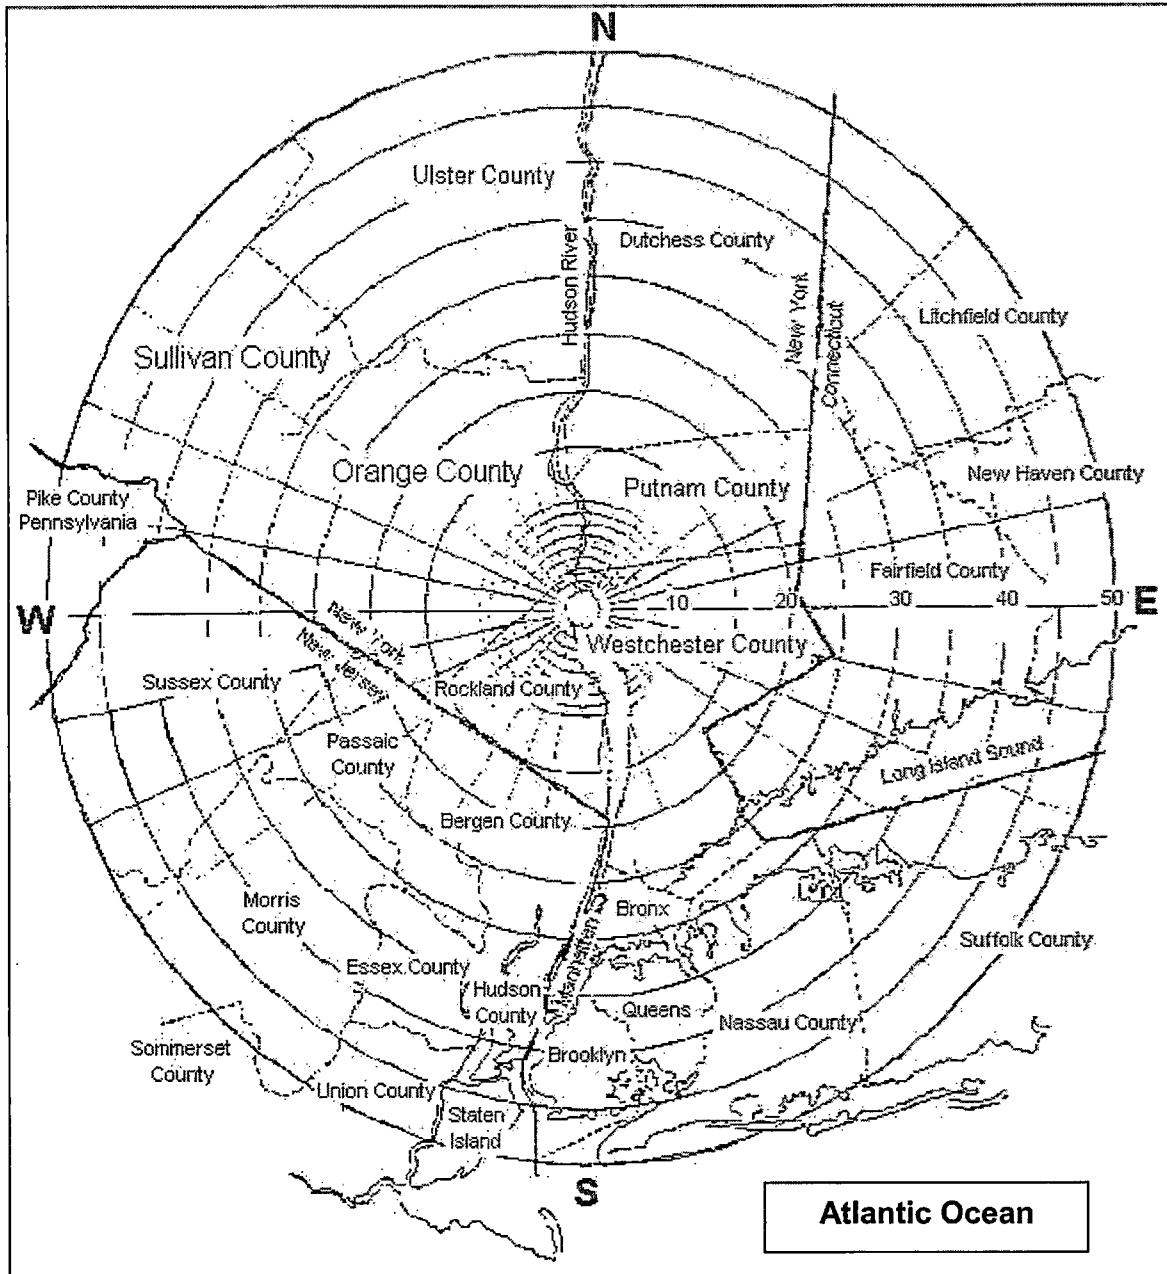 N
Ulster County
Hudson River
Dutchess County
New York
Connecticut
Litchfield County
Sullivan County
Orange County
Putnam County
New Haven County
Pike County
Pennsylvania
Fairfield County
W
10
20
30
40
50
E
New York
New Jersey
Westchester County
Sussex County
Rockland County
Passaic
County
Long Island Sound
Bergen County
Morris
County
Bronx
Manhattan
Suffolk County
Essex County
Hudson
County
Queens
Nassau County
Sommerset
County
Brooklyn
Union County
Staten
Island
S
Atlantic Ocean